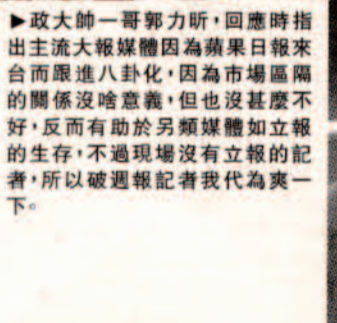 ▶政大帥一哥郭力昕，回應時指
出主流大報媒體因為蘋果日報來
台而跟進八卦化，因為市場區隔
的關係沒啥意義，但也沒甚麼不
好，反而有助於另類媒體如立報
的生存，不過現場沒有立報的記
者，所以破週報記者我代為爽一
下。